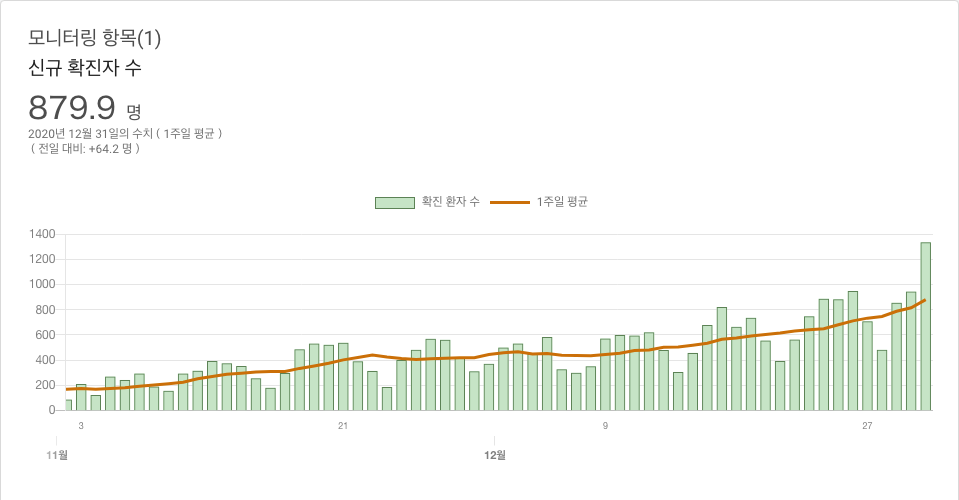 모니터링 항목(1)
신규 확진자 수
879.9 명
2020년 12월 31일의 수치 ( 1주일 평균 )
( 전일 대비: +64.2 명 )
확진 환자 수
1주일 평균
1400
1200
1000
800
600
400
200
0
3 21 9 27
11월 12월